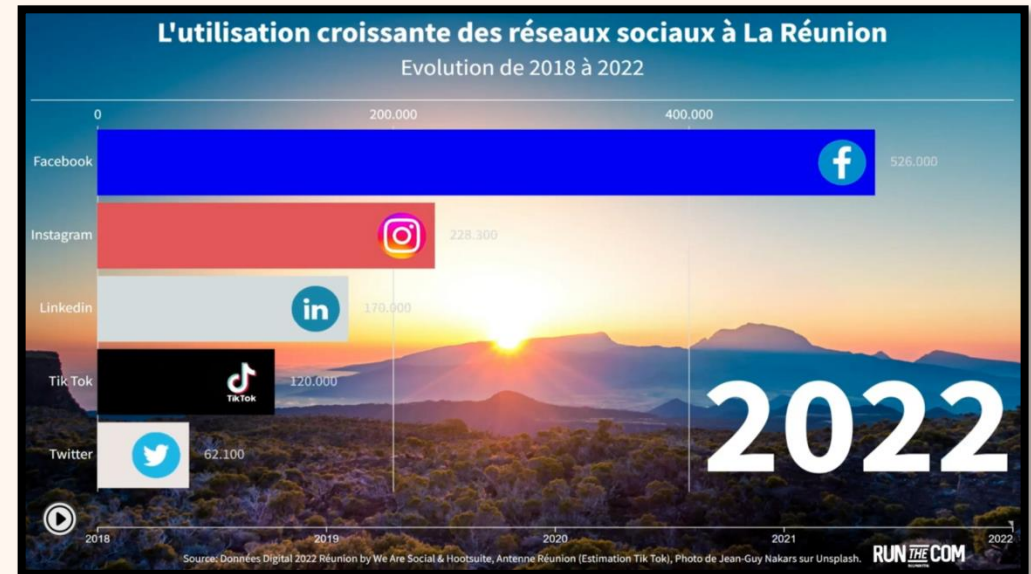 L'utilisation croissante des réseaux sociaux à La Réunion
Evolution de 2018 à 2022
0 200.000 400.000
Facebook 526.000
Instagram 228.300
Linkedin in 170.000
Tik Tok TikTok 120.000
Twitter 62.100
2022
2018 2019 2020 2021 2022
Source: Données Digital 2022 Réunion by We Are Social & Hootsuite, Antenne Réunion (Estimation Tik Tok), Photo de Jean-Guy Nakars sur Unsplash.
RUN THE COM